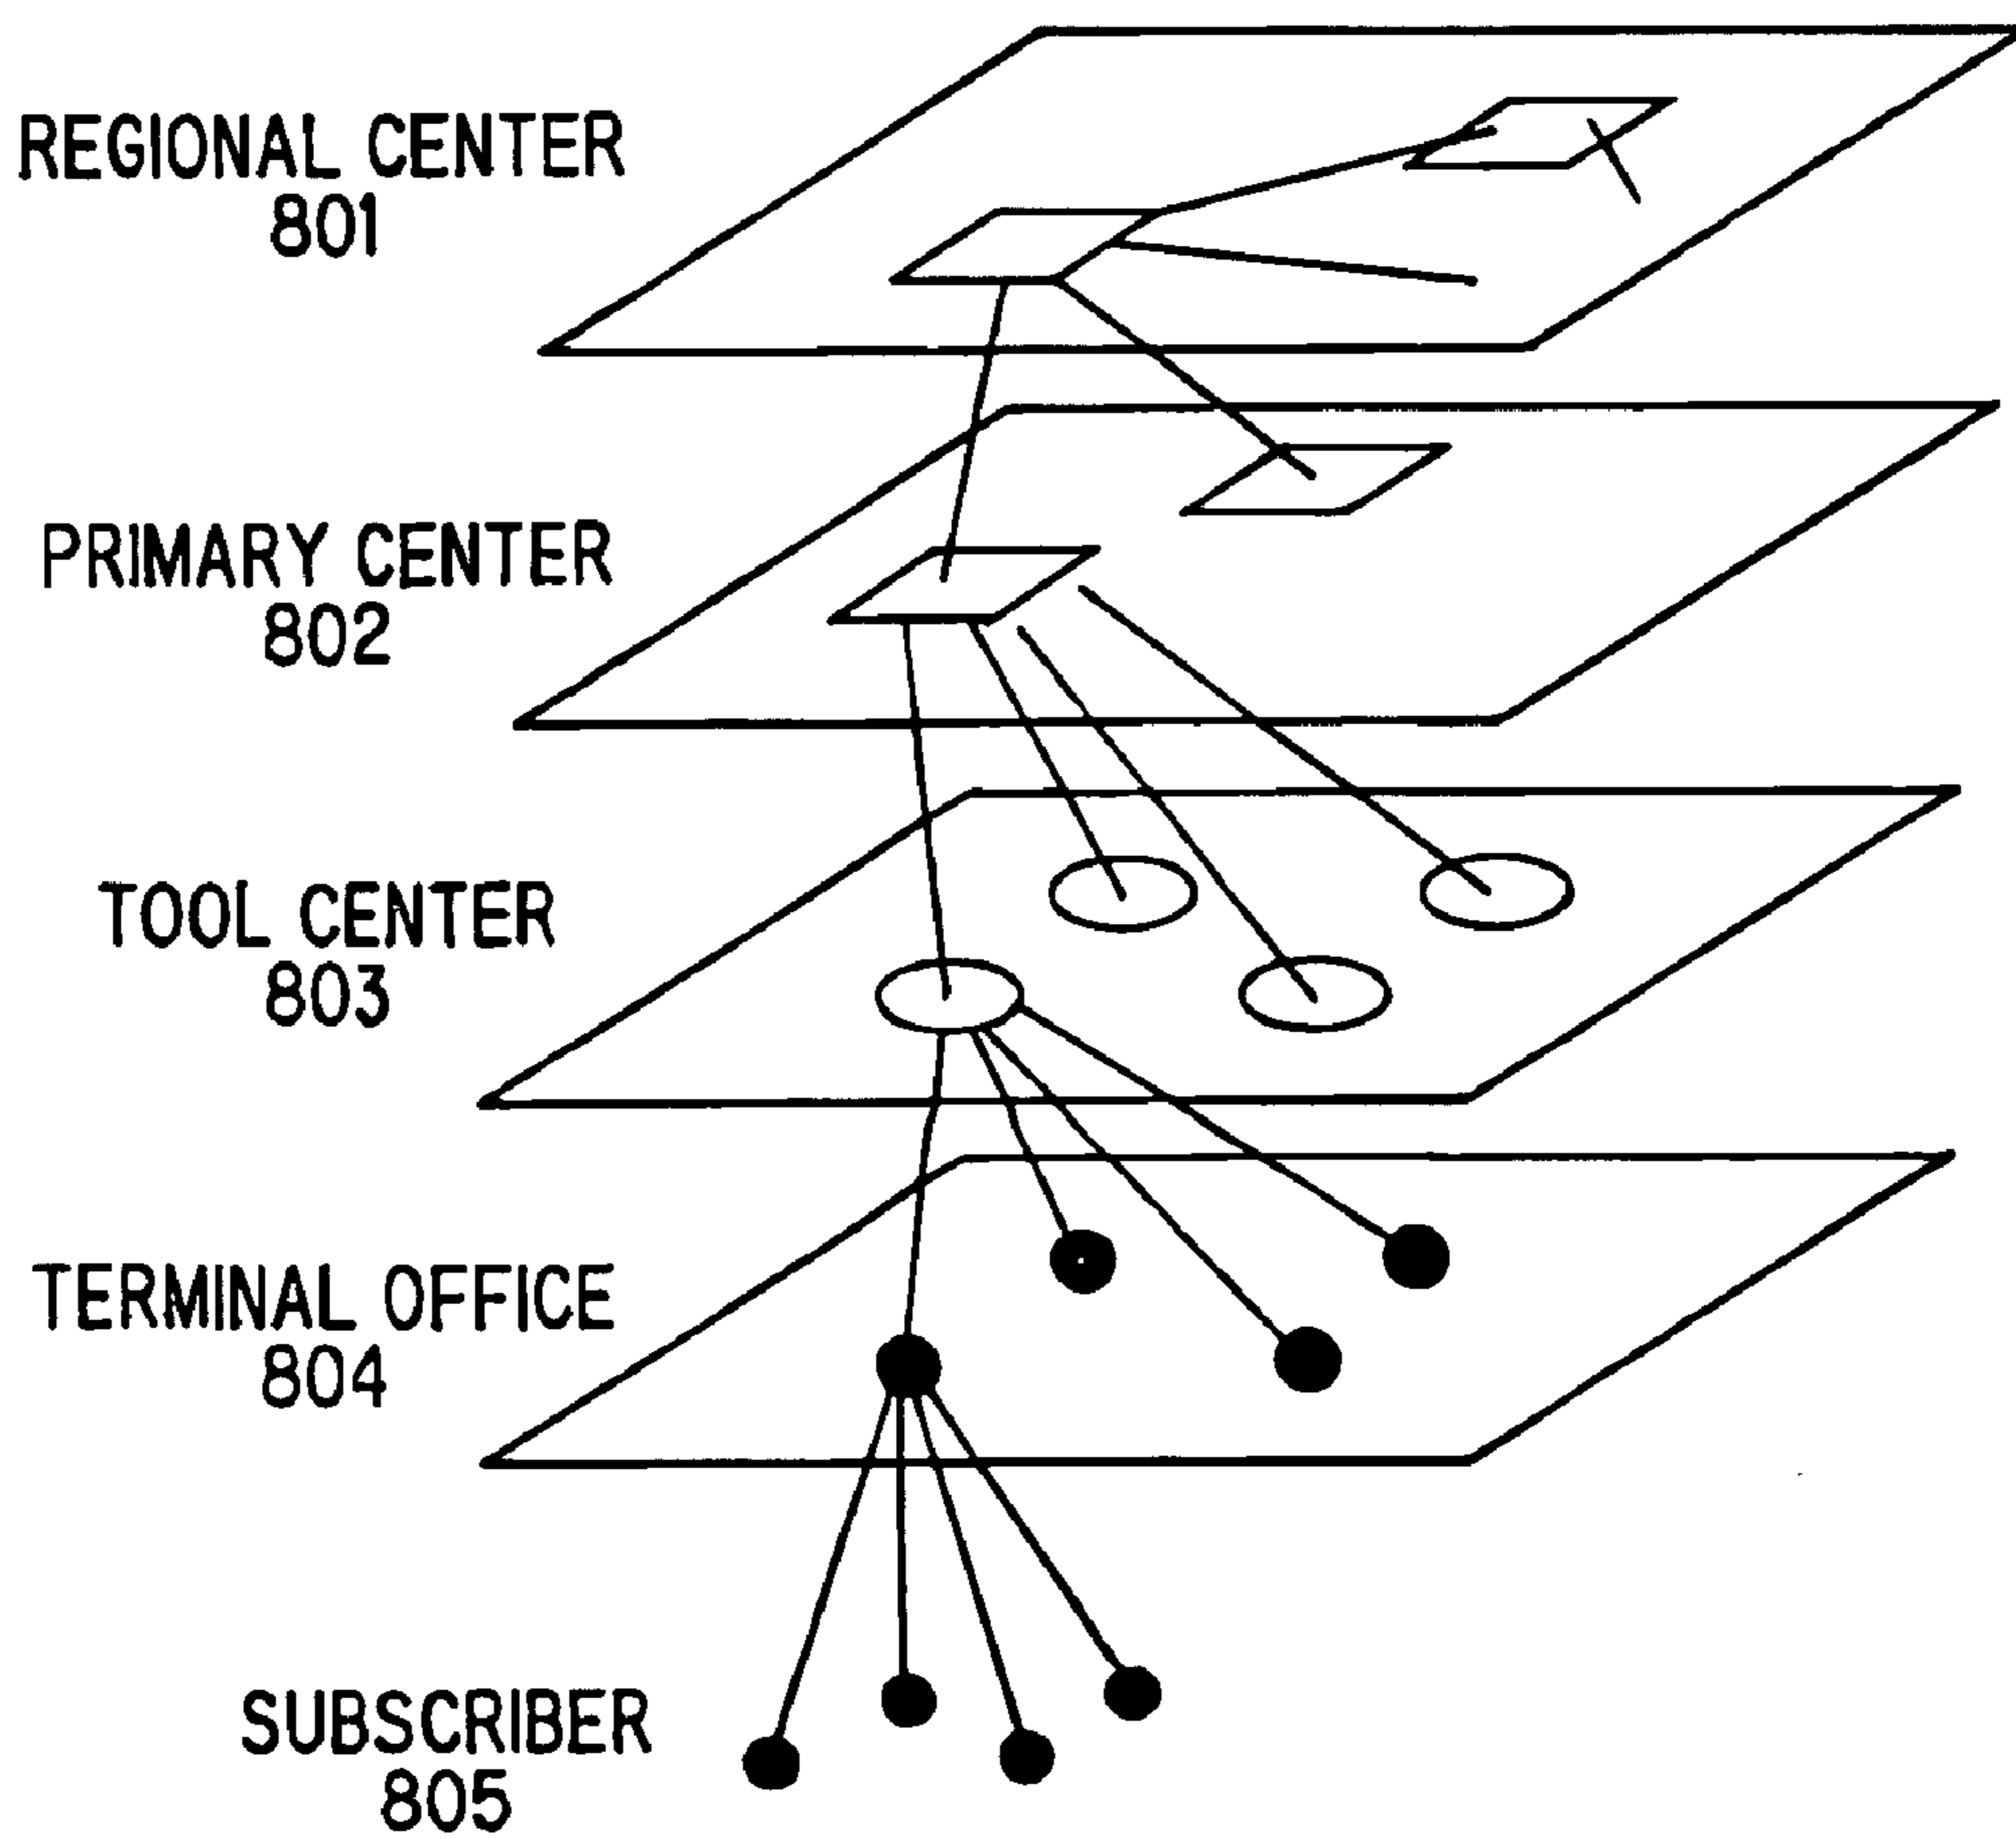 REGIONAL CENTER
801
PRIMARY CENTER
802
TOOL CENTER
803
TERMINAL OFFICE
804
SUBSCRIBER
805